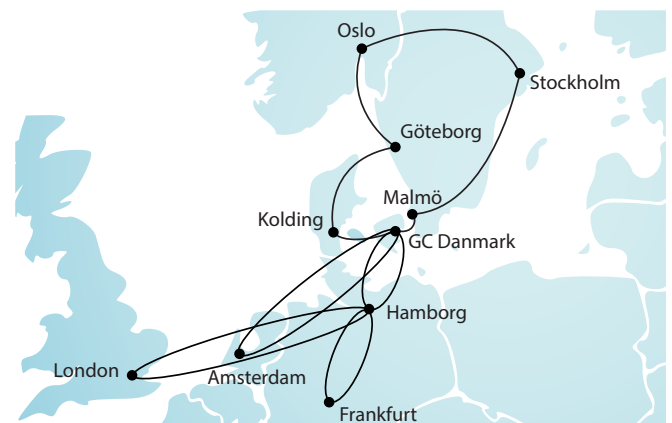 Oslo
Stockholm
Göteborg
Malmö
Kolding
GC Danmark
Hamborg
London
Amsterdam
Frankfurt